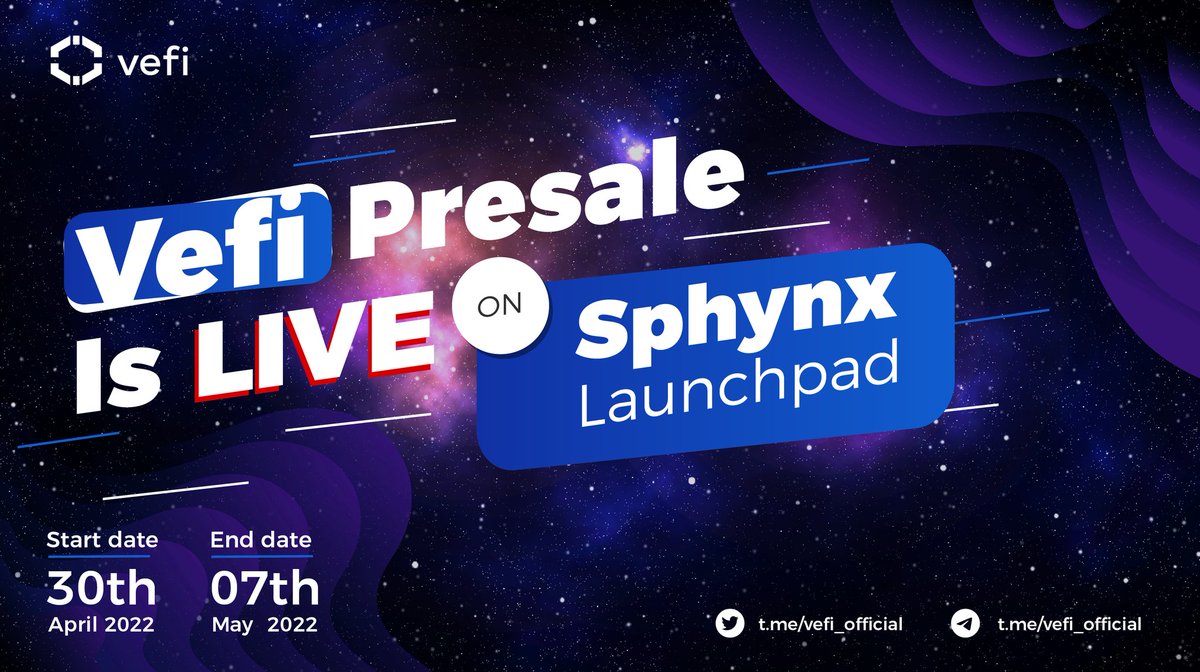 vefi
Vefi Presale
Is LIVE ON Sphynx
Launchpad
Start date
30th
April 2022
End date
07th
May 2022
t.me/vefi_official
t.me/vefi_official